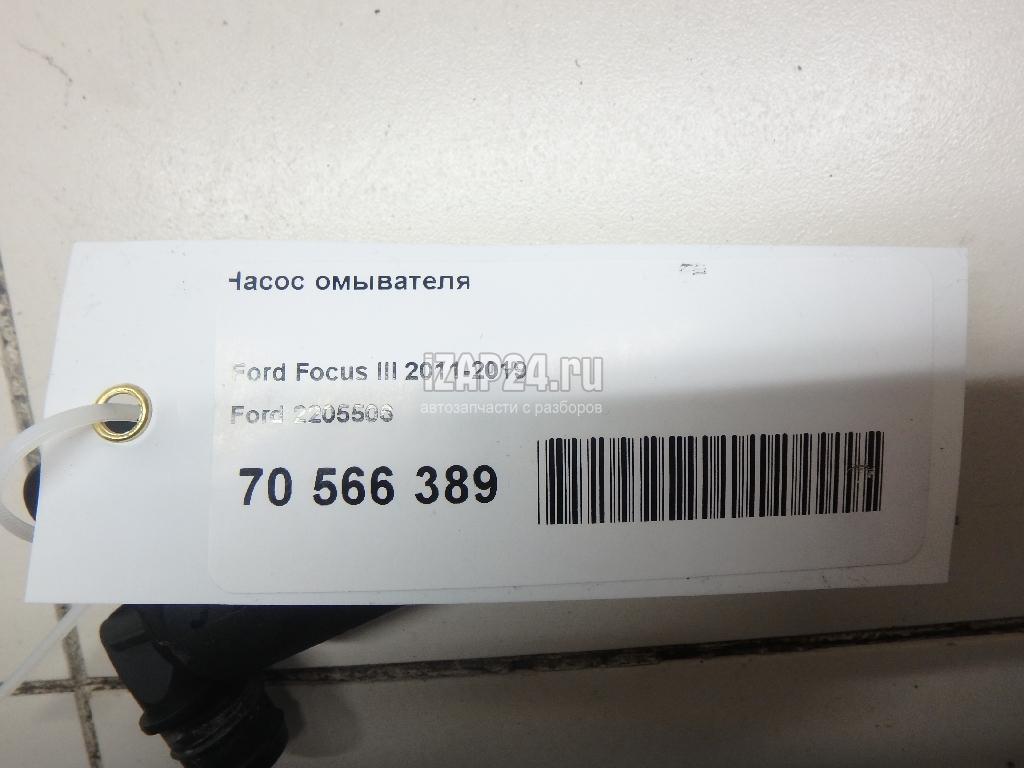 Насос омывателя
Ford Focus III 2011-2019
iZAP24.ru
автозапчасти с разборов
Ford 2205506
70 566 389